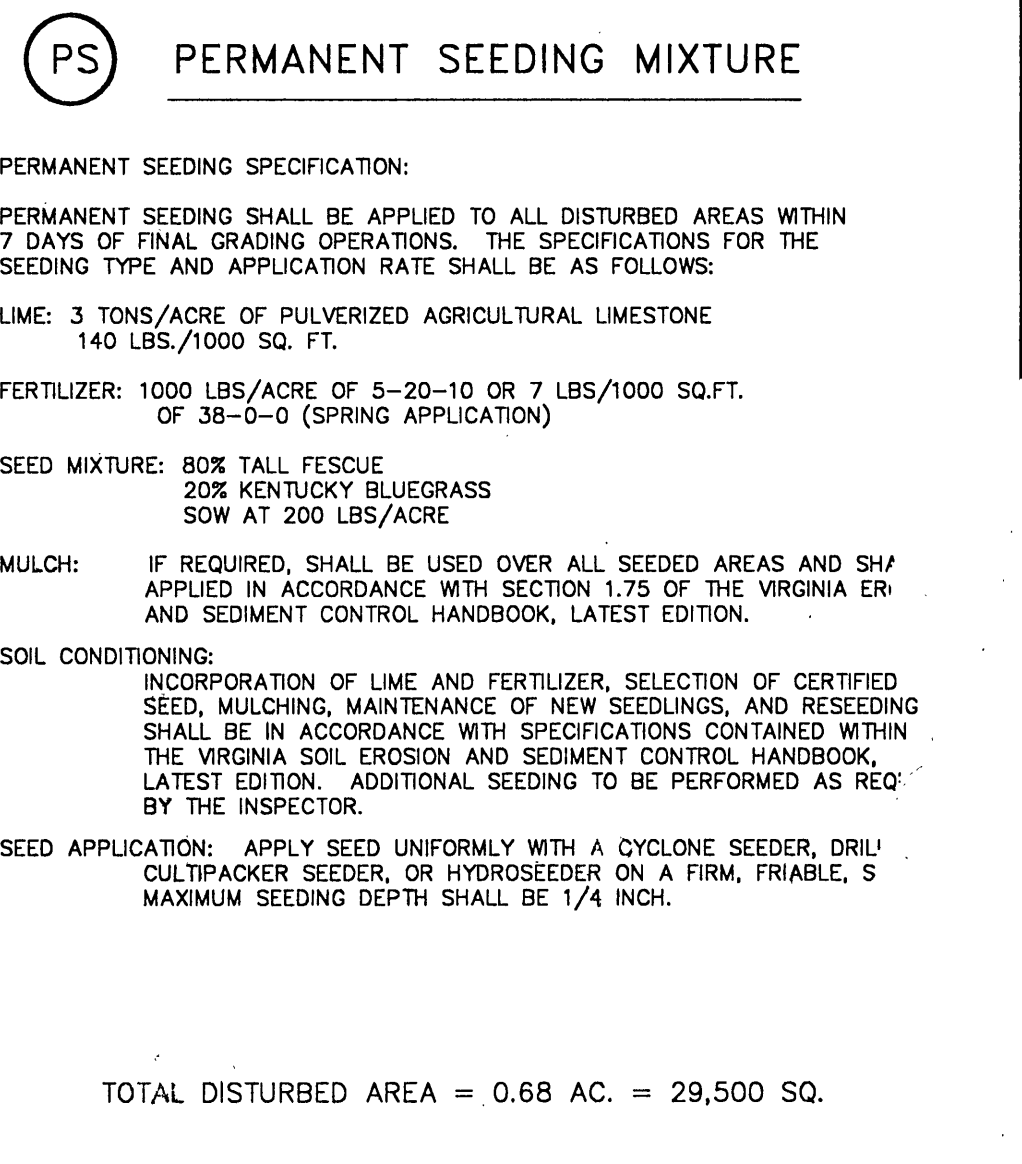 PS PERMANENT SEEDING MIXTURE
PERMANENT SEEDING SPECIFICATION:
PERMANENT SEEDING SHALL BE APPLIED TO ALL DISTURBED AREAS WITHIN
7 DAYS OF FINAL GRADING OPERATIONS. THE SPECIFICATIONS FOR THE
SEEDING TYPE AND APPLICATION RATE SHALL BE AS FOLLOWS:
LIME: 3 TONS/ACRE OF PULVERIZED AGRICULTURAL LIMESTONE
140 LBS./1000 SQ. FT.
FERTILIZER: 1000 LBS/ACRE OF 5-20-10 OR 7 LBS/1000 SQ.FT.
OF 38-0-0 (SPRING APPLICATION)
SEED MIXTURE: 80% TALL FESCUE
20% KENTUCKY BLUEGRASS
SOW AT 200 LBS/ACRE
MULCH: IF REQUIRED, SHALL BE USED OVER ALL SEEDED AREAS AND
APPLIED IN ACCORDANCE WITH SECTION 1.75 OF THE VIRGINIA
AND SEDIMENT CONTROL HANDBOOK, LATEST EDITION.
SOIL CONDITIONING:
INCORPORATION OF LIME AND FERTILIZER, SELECTION OF CERTIFIED
SEED, MULCHING, MAINTENANCE OF NEW SEEDLINGS, AND RESEEDING
SHALL BE IN ACCORDANCE WITH SPECIFICATIONS CONTAINED WITHIN
THE VIRGINIA SOIL EROSION AND SEDIMENT CONTROL HANDBOOK,
LATEST EDITION. ADDITIONAL SEEDING TO BE PERFORMED AS
BY THE INSPECTOR.
SEED APPLICATION: APPLY SEED UNIFORMLY WITH A CYCLONE SEEDER,
CULTIPACKER SEEDER, OR HYDROSEEDER ON A FIRM, FRIABLE,
MAXIMUM SEEDING DEPTH SHALL BE 1/4 INCH.
TOTAL DISTURBED AREA = 0.68 AC. = 29,500 SQ.